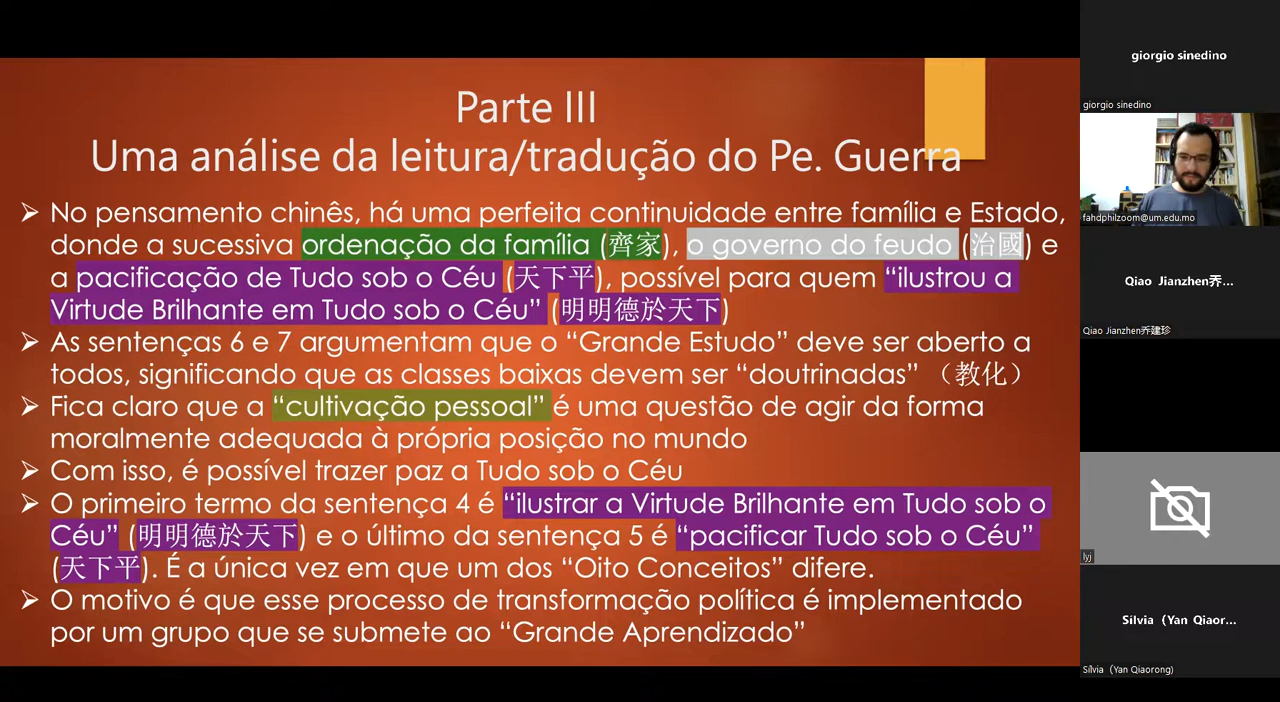 Parte III
Uma análise da leitura/tradução do Pe. Guerra
➢ No pensamento chinês, há uma perfeita continuidade entre família e Estado,
donde a sucessiva ordenação da família (齊家), o governo do feudo (治國) e
a pacificação de Tudo sob o Céu (天下平), possível para quem “ilustrou a
Virtude Brilhante em Tudo sob o Céu” (明明德於天下)
➢ As sentenças 6 e 7 argumentam que o “Grande Estudo” deve ser aberto a
todos, significando que as classes baixas devem ser “doutrinadas” （教化）
➢ Fica claro que a “cultivação pessoal” é uma questão de agir da forma
moralmente adequada à própria posição no mundo
➢ Com isso, é possível trazer paz a Tudo sob o Céu
➢ O primeiro termo da sentença 4 é “ilustrar a Virtude Brilhante em Tudo sob o
Céu” (明明德於天下) e o último da sentença 5 é “pacificar Tudo sob o Céu”
(天下平). É a única vez em que um dos “Oito Conceitos” difere.
➢ O motivo é que esse processo de transformação política é implementado
por um grupo que se submete ao “Grande Aprendizado”
giorgio sinedino
giorgio sinedino
fahdphilzoom@um.edu.mo
Qiao Jianzhen乔...
Qiao Jianzhen乔建珍
lyj
Sílvia（Yan Qiaor...
Sílvia（Yan Qiaorong)